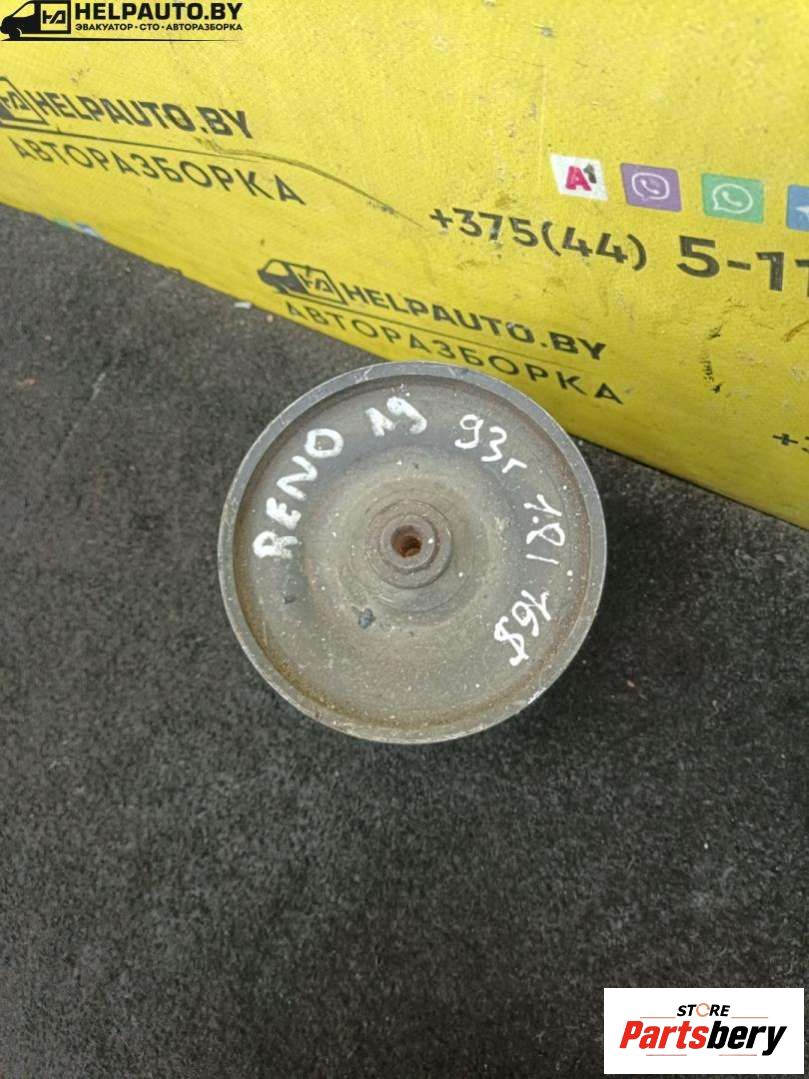 HELPAUTO.BY
ЭВАКУАТОР • СТО • АВТОРАЗБОРКА
HELPAUTO.BY
АВТОРАЗБОРКА
A1
+375(44) 5-11
HELPAUTO.BY
АВТОРАЗБОРКА
RENO 19 93г 1.8i
STORE
Partsbery